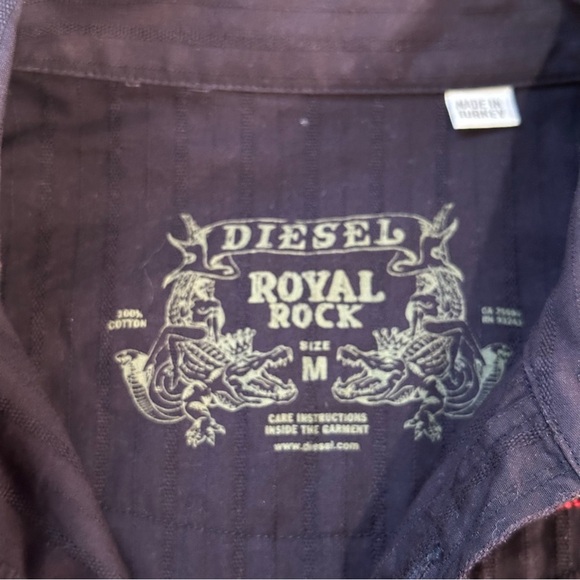 MADE IN
TURKEY
DIESEL
ROYAL
ROCK
100%
COTTON
SIZE
M
CARE INSTRUCTIONS
INSIDE THE GARMENT
www.diesel.com